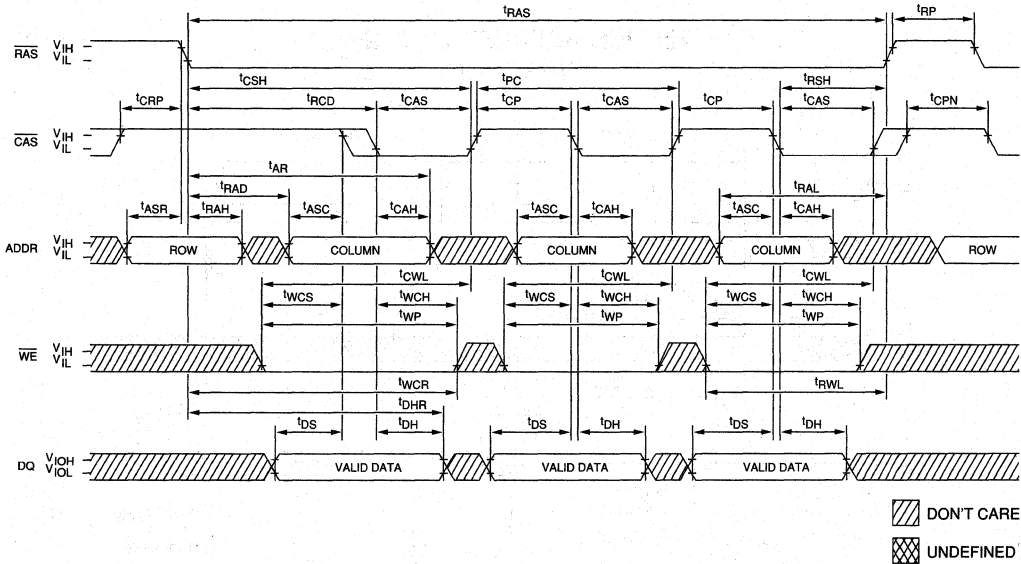 tRAS
tRP
RAS VIH
VIL
tCSH
tPC
tRSH
tCRP
tRCD
tCAS
tCP
tCAS
tCP
tCAS
tCPN
CAS VIH
VIL
tAR
tRAD
tRAL
tASR
tRAH
tASC
tCAH
tASC
tCAH
tASC
tCAH
ADDR VIH
VIL
ROW
COLUMN
COLUMN
COLUMN
ROW
tCWL
tCWL
tCWL
tWCS
tWCH
tWCS
tWCH
tWCS
tWCH
tWP
tWP
tWP
WE VIH
VIL
tWCR
tRWL
tDHR
tDS
tDH
tDS
tDH
tDS
tDH
DQ VIOH
VIOL
VALID DATA
VALID DATA
VALID DATA
DON'T CARE
UNDEFINED